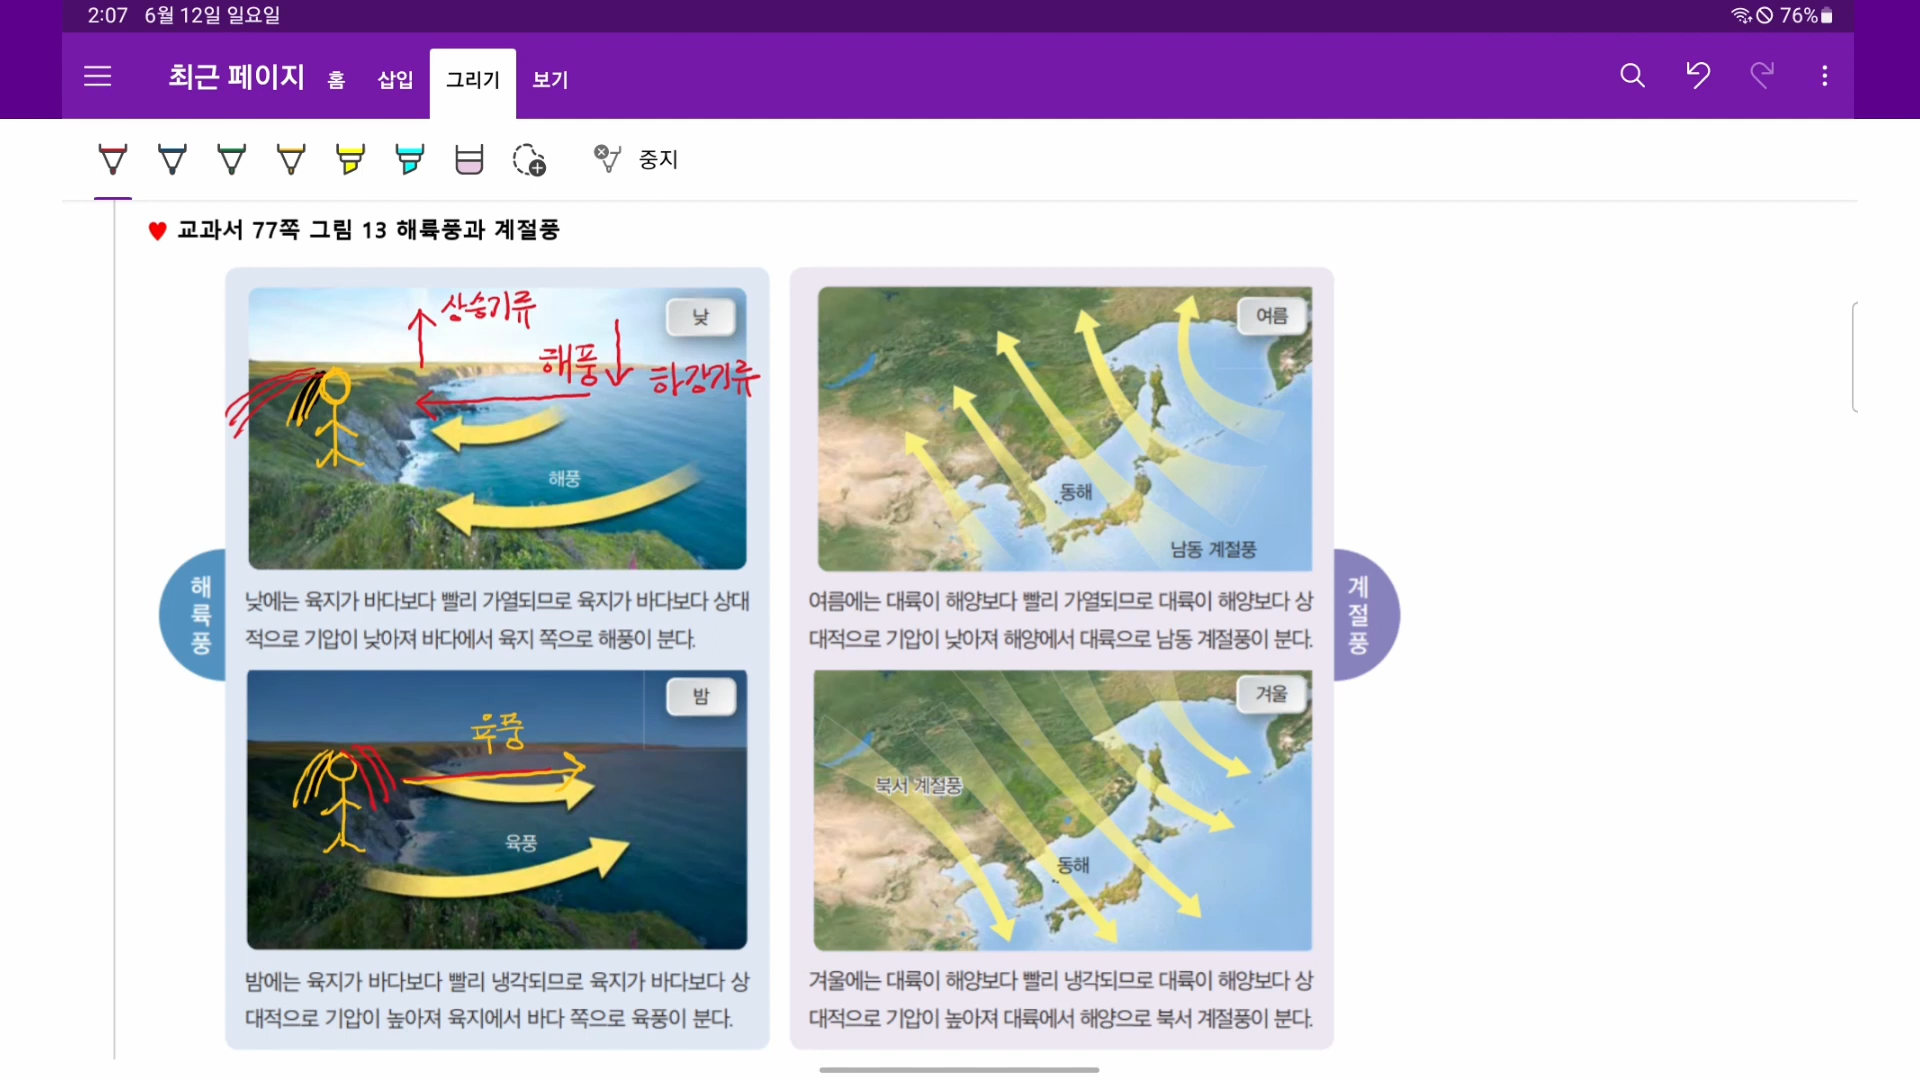 2:07 6월 12일 일요일
76%
최근 페이지 홈 삽입 그리기 보기
중지
♥ 교과서 77쪽 그림 13 해륙풍과 계절풍
해륙풍
낮
상승기류
해풍
하강기류
해풍
낮에는 육지가 바다보다 빨리 가열되므로 육지가 바다보다 상대
적으로 기압이 낮아져 바다에서 육지 쪽으로 해풍이 분다.
밤
육풍
육풍
밤에는 육지가 바다보다 빨리 냉각되므로 육지가 바다보다 상
대적으로 기압이 높아져 육지에서 바다 쪽으로 육풍이 분다.
계절풍
여름
동해
남동 계절풍
여름에는 대륙이 해양보다 빨리 가열되므로 대륙이 해양보다 상
대적으로 기압이 낮아져 해양에서 대륙으로 남동 계절풍이 분다.
겨울
북서 계절풍
동해
겨울에는 대륙이 해양보다 빨리 냉각되므로 대륙이 해양보다 상
대적으로 기압이 높아져 대륙에서 해양으로 북서 계절풍이 분다.